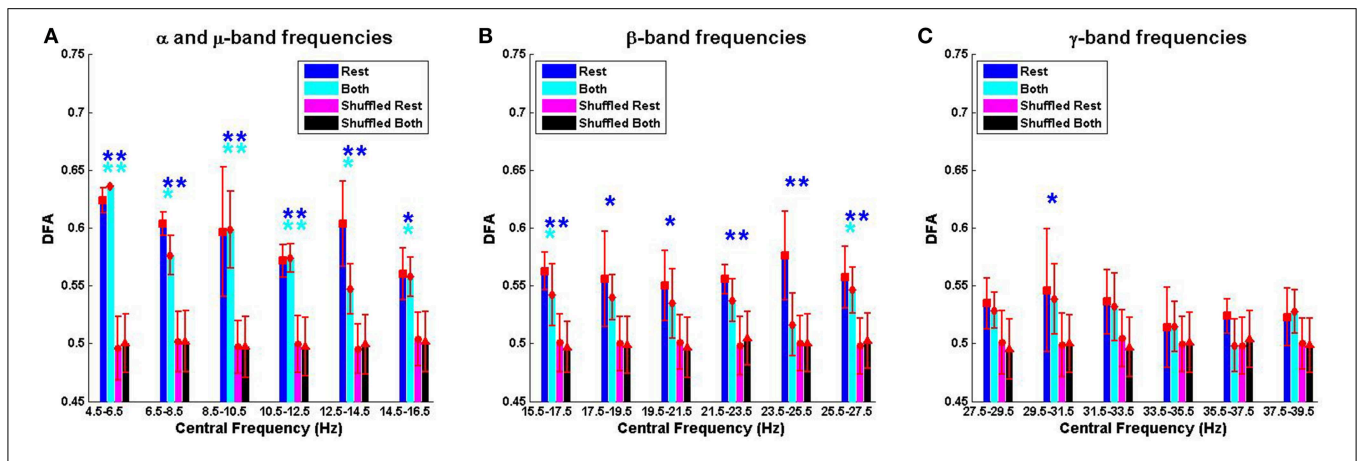 A
α and μ-band frequencies
0.75
0.7
0.65
0.6
0.55
0.5
0.45
DFA
Rest
Both
Shuffled Rest
Shuffled Both
** ** ** ** ** *
** * ** ** * *
4.5-6.5 6.5-8.5 8.5-10.5 10.5-12.5 12.5-14.5 14.5-16.5
Central Frequency (Hz)
B
β-band frequencies
0.75
0.7
0.65
0.6
0.55
0.5
0.45
DFA
Rest
Both
Shuffled Rest
Shuffled Both
** * * ** ** **
* *
15.5-17.5 17.5-19.5 19.5-21.5 21.5-23.5 23.5-25.5 25.5-27.5
Central Frequency (Hz)
C
γ-band frequencies
0.75
0.7
0.65
0.6
0.55
0.5
0.45
DFA
Rest
Both
Shuffled Rest
Shuffled Both
*
27.5-29.5 29.5-31.5 31.5-33.5 33.5-35.5 35.5-37.5 37.5-39.5
Central Frequency (Hz)